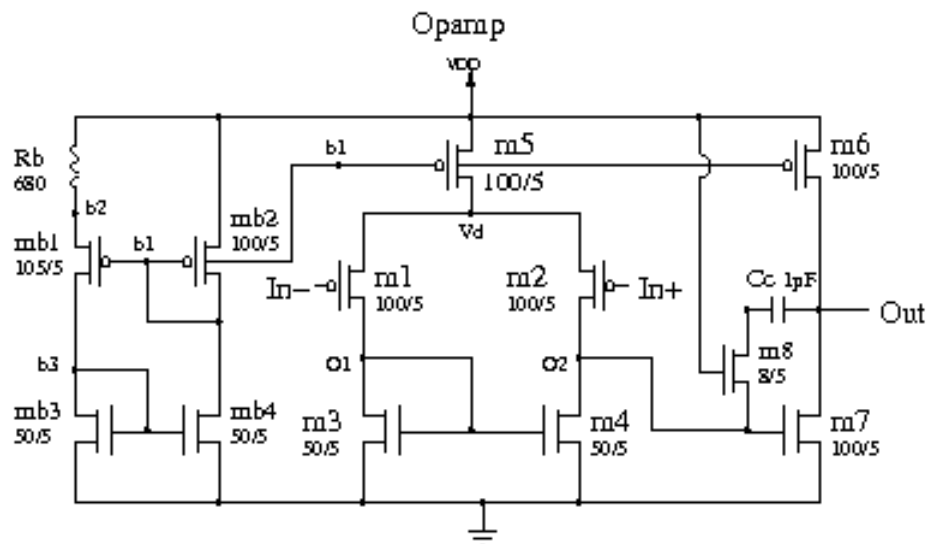 Opamp
VDD
Rb
680
b2
b1
m5
100/5
m6
100/5
mb1
105/5
b1
mb2
100/5
Vd
In-
m1
100/5
m2
100/5
In+
Cc 1pF
Out
m8
8/5
b3
O1
O2
mb3
50/5
mb4
50/5
m3
50/5
m4
50/5
m7
100/5